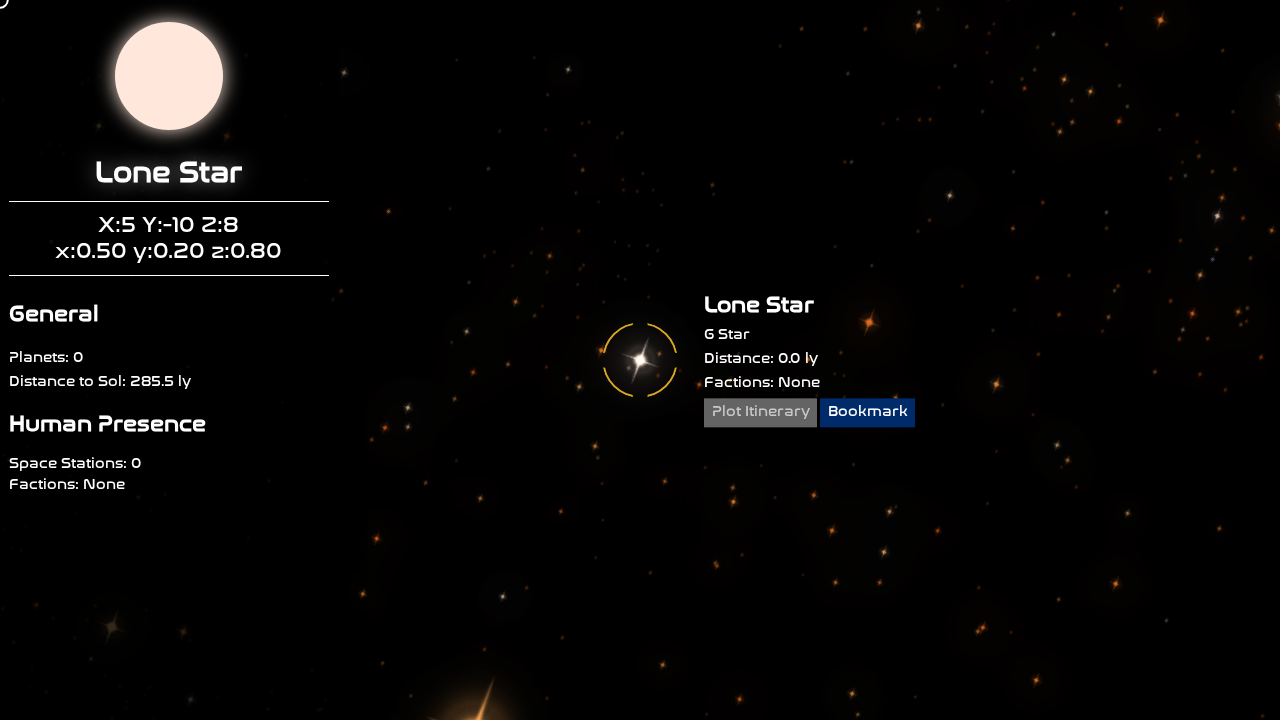 Lone Star
X:5 Y:-10 Z:8
x:0.50 y:0.20 z:0.80
General
Planets: 0
Distance to Sol: 285.5 ly
Human Presence
Space Stations: 0
Factions: None
Lone Star
G Star
Distance: 0.0 ly
Factions: None
Plot Itinerary Bookmark